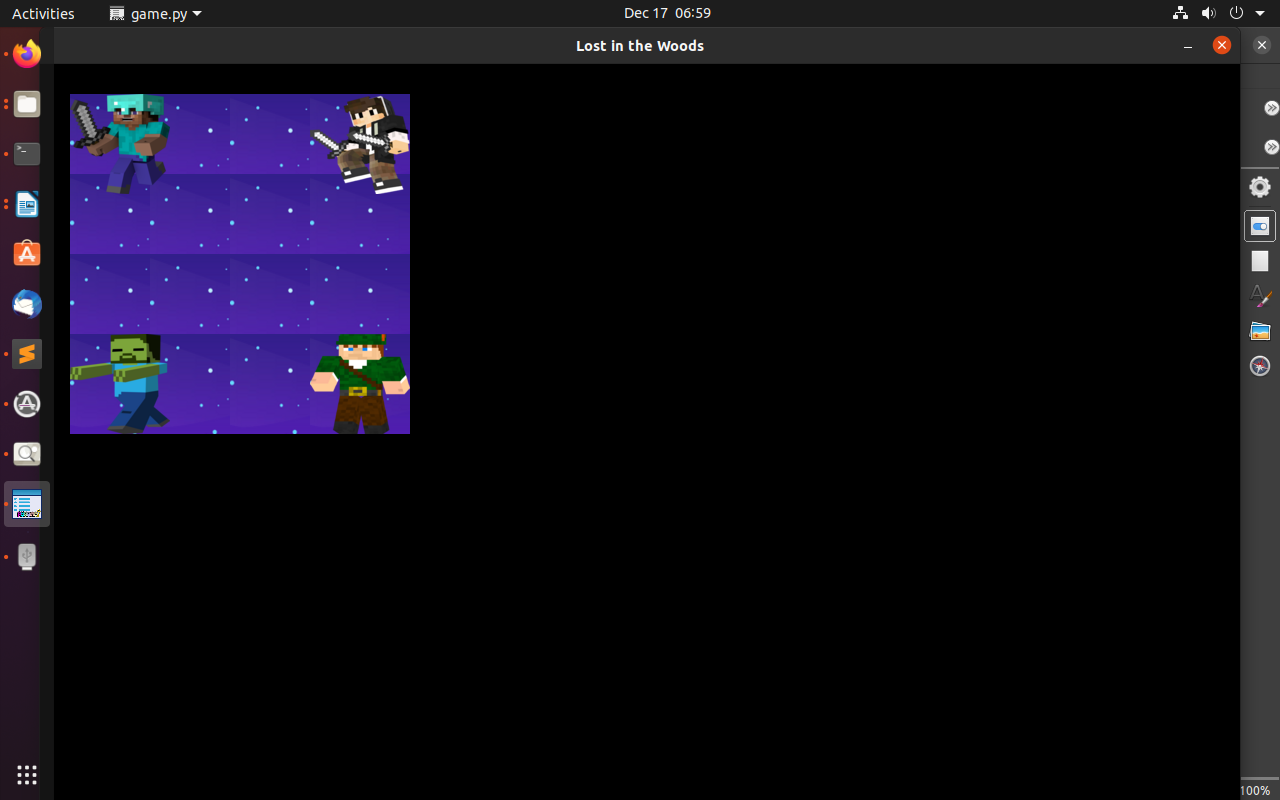 Activities
game.py
Dec 17 06:59
Lost in the Woods
100%